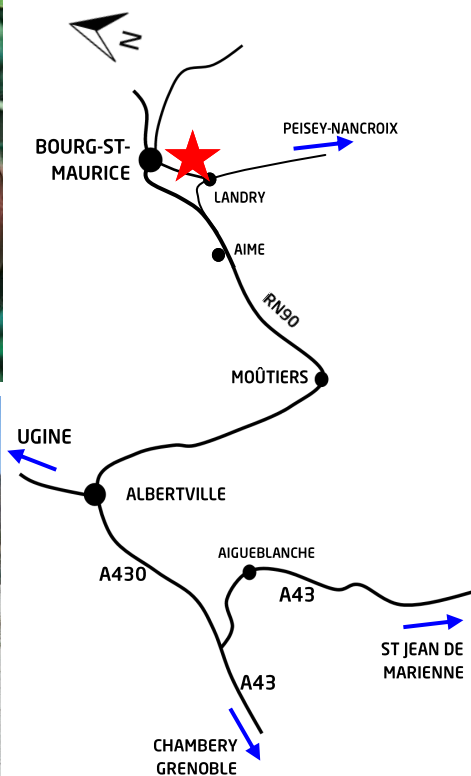 N
PEISEY-NANCROIX
BOURG-ST-
MAURICE
LANDRY
AIME
RN90
MOÛTIERS
UGINE
ALBERTVILLE
AIGUEBLANCHE
A430
A43
ST JEAN DE
MARIENNE
A43
CHAMBERY
GRENOBLE